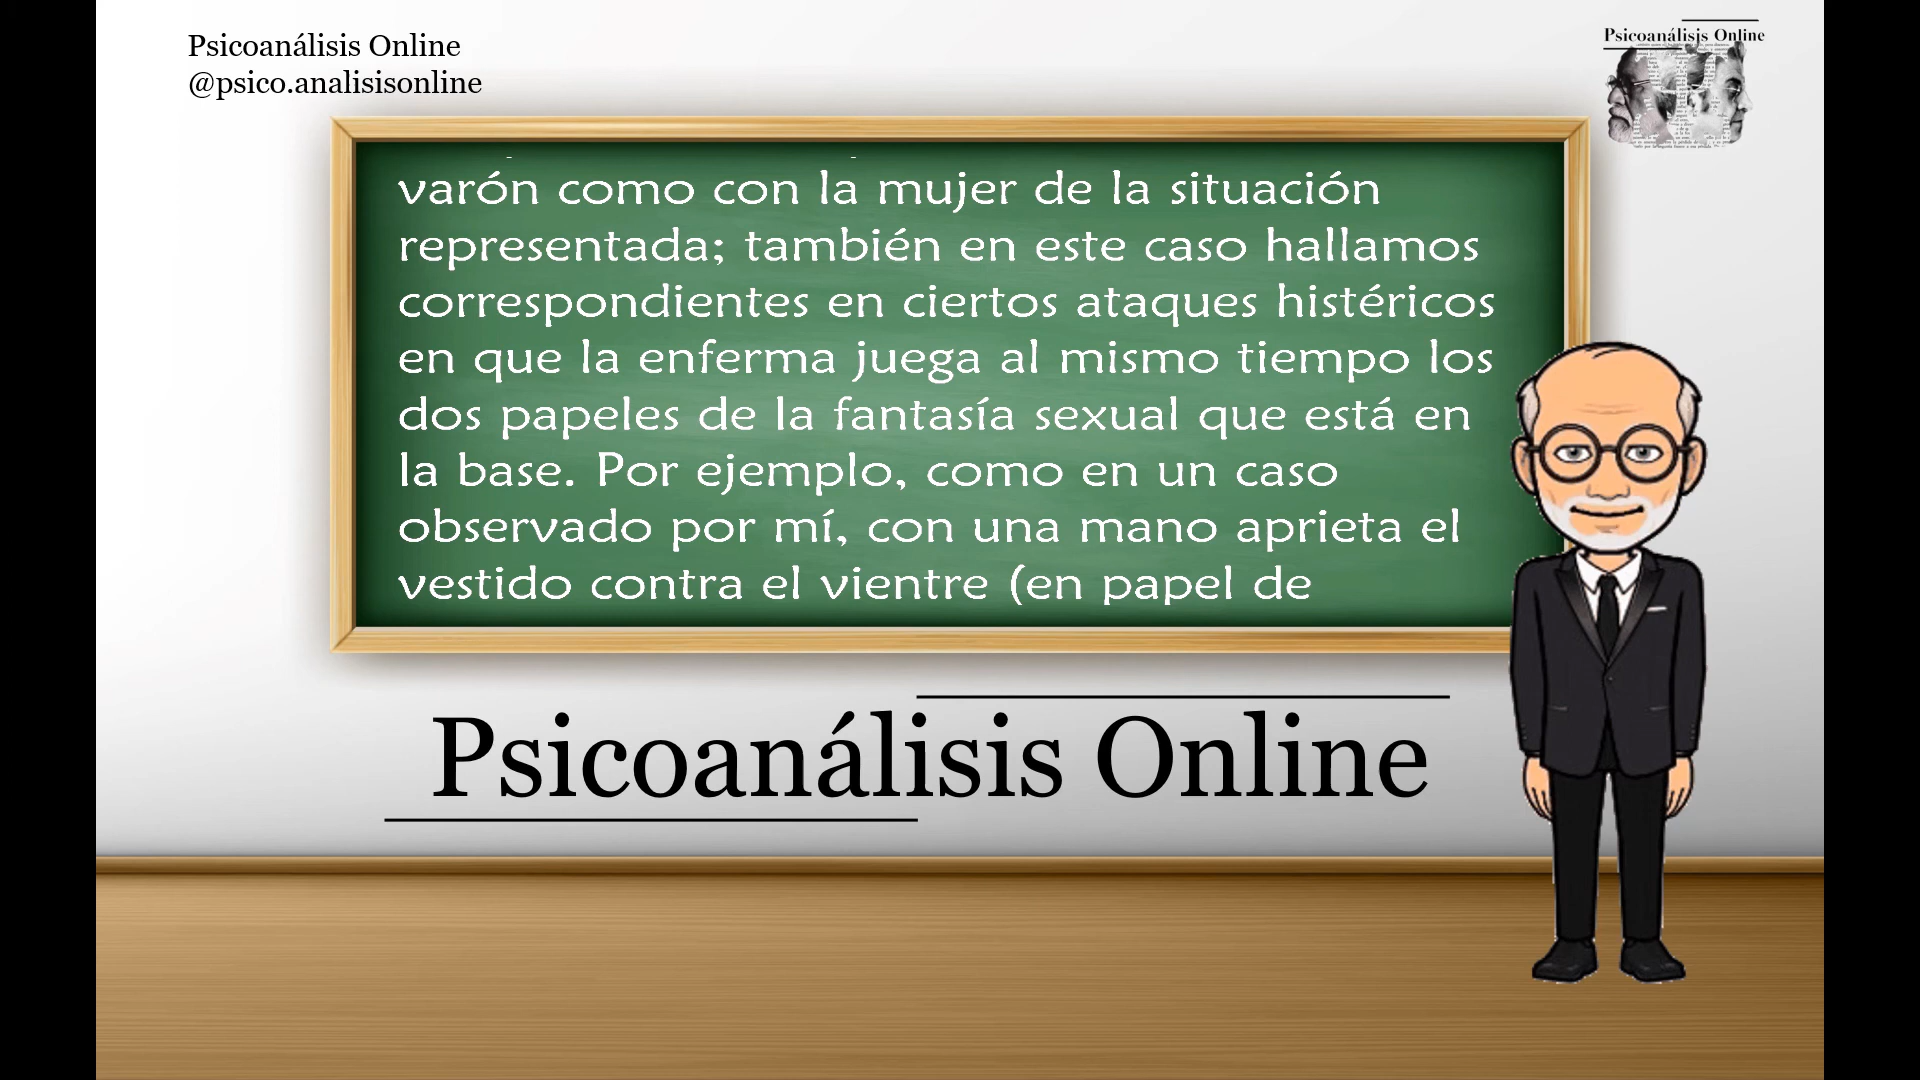 Psicoanálisis Online
@psico.analisisonline
Psicoanálisis Online
varón como con la mujer de la situación
representada; también en este caso hallamos
correspondientes en ciertos ataques histéricos
en que la enferma juega al mismo tiempo los
dos papeles de la fantasía sexual que está en
la base. Por ejemplo, como en un caso
observado por mí, con una mano aprieta el
vestido contra el vientre (en papel de
Psicoanálisis Online